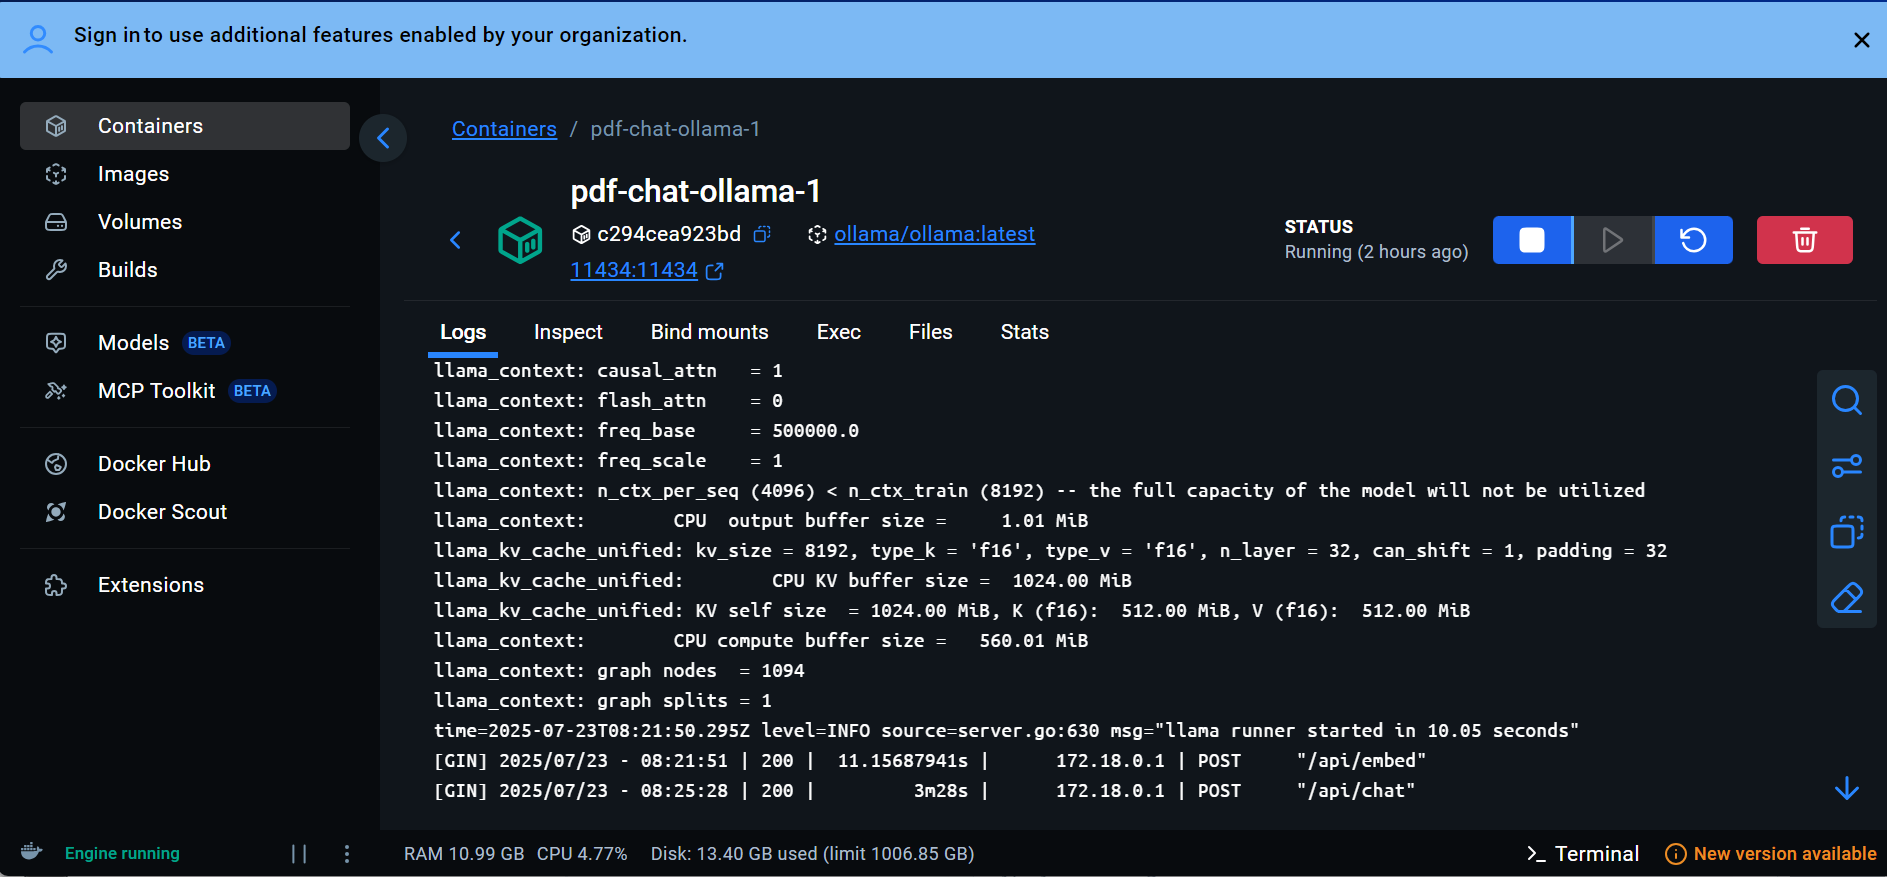 Sign in to use additional features enabled by your organization.
Containers
Images
Volumes
Builds
Models BETA
MCP Toolkit BETA
Docker Hub
Docker Scout
Extensions
Containers / pdf-chat-ollama-1
pdf-chat-ollama-1
c294cea923bd ollama/ollama:latest
11434:11434
STATUS
Running (2 hours ago)
Logs Inspect Bind mounts Exec Files Stats
llama_context: causal_attn   = 1
llama_context: flash_attn    = 0
llama_context: freq_base     = 500000.0
llama_context: freq_scale    = 1
llama_context: n_ctx_per_seq (4096) < n_ctx_train (8192) -- the full capacity of the model will not be utilized
llama_context:        CPU  output buffer size =     1.01 MiB
llama_kv_cache_unified: kv_size = 8192, type_k = 'f16', type_v = 'f16', n_layer = 32, can_shift = 1, padding = 32
llama_kv_cache_unified:        CPU KV buffer size =  1024.00 MiB
llama_kv_cache_unified: KV self size  = 1024.00 MiB, K (f16):  512.00 MiB, V (f16):  512.00 MiB
llama_context:        CPU compute buffer size =   560.01 MiB
llama_context: graph nodes  = 1094
llama_context: graph splits = 1
time=2025-07-23T08:21:50.295Z level=INFO source=server.go:630 msg="llama runner started in 10.05 seconds"
[GIN] 2025/07/23 - 08:21:51 | 200 |  11.15687941s |      172.18.0.1 | POST     "/api/embed"
[GIN] 2025/07/23 - 08:25:28 | 200 |         3m28s |      172.18.0.1 | POST     "/api/chat"
Engine running
RAM 10.99 GB CPU 4.77% Disk: 13.40 GB used (limit 1006.85 GB)
Terminal
New version available